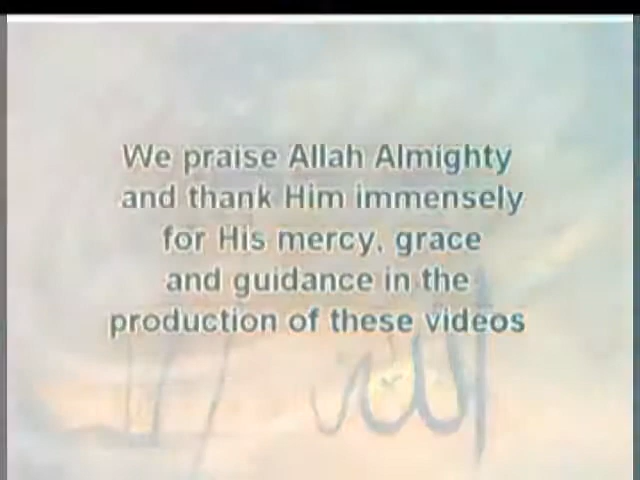 We praise Allah Almighty
and thank Him immensely
for His mercy, grace
and guidance in the
production of these videos
الله